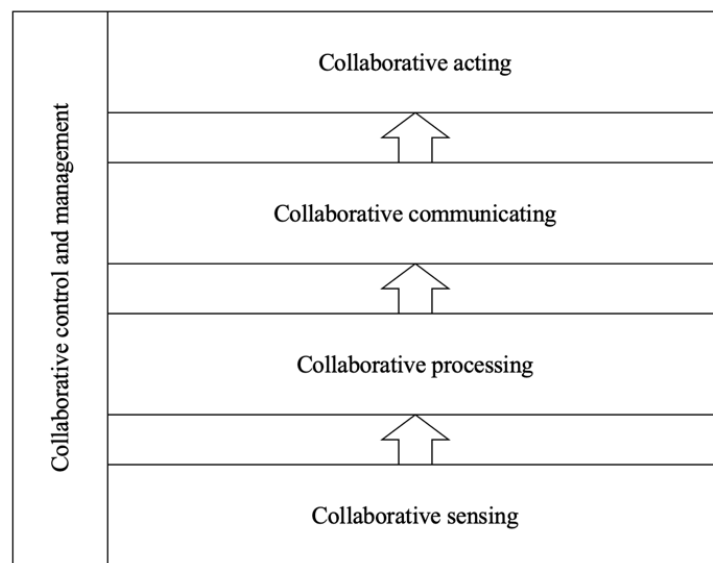 Collaborative control and management
Collaborative acting
Collaborative communicating
Collaborative processing
Collaborative sensing